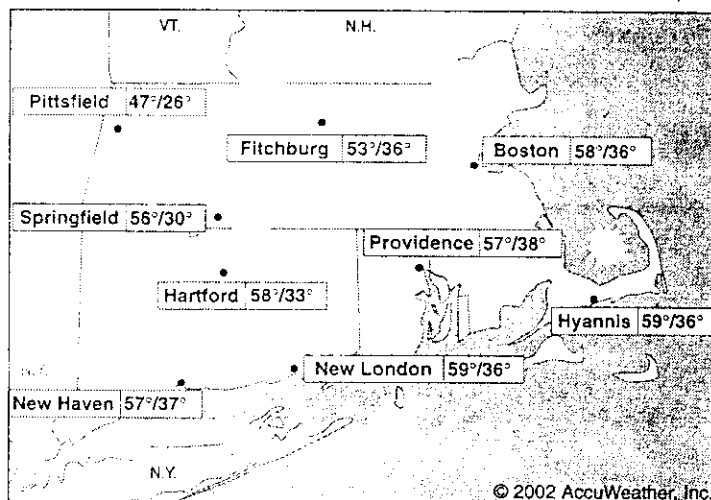 VT. N.H.
Pittsfield 47°/26°
Fitchburg 53°/36°
Boston 58°/36°
Springfield 56°/30°
Providence 57°/38°
Hartford 58°/33°
Hyannis 59°/36°
New London 59°/36°
New Haven 57°/37°
N.Y.
© 2002 AccuWeather, Inc